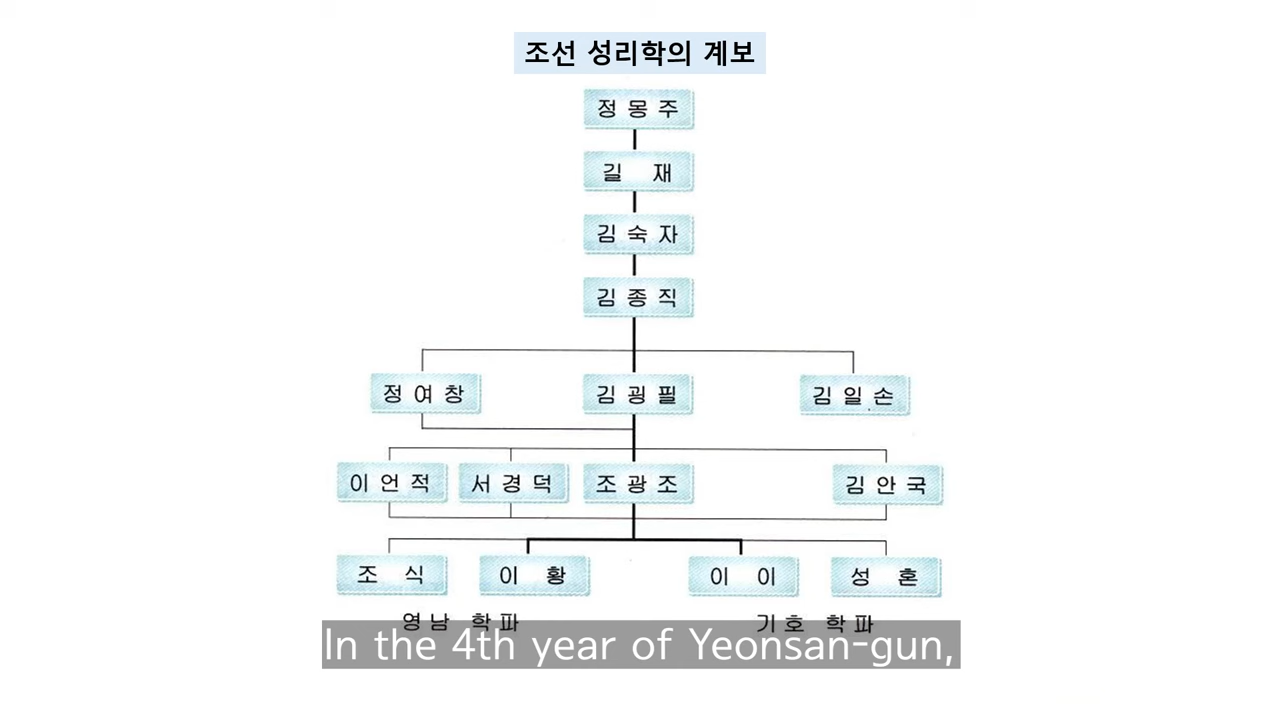 조선 성리학의 계보
정몽주
길 재
김숙자
김종직
정여창 김굉필 김일손
이언적 서경덕 조광조 김안국
조 식 이 황 이 이 성 혼
영남 학파 기호 학파
In the 4th year of Yeonsan-gun,